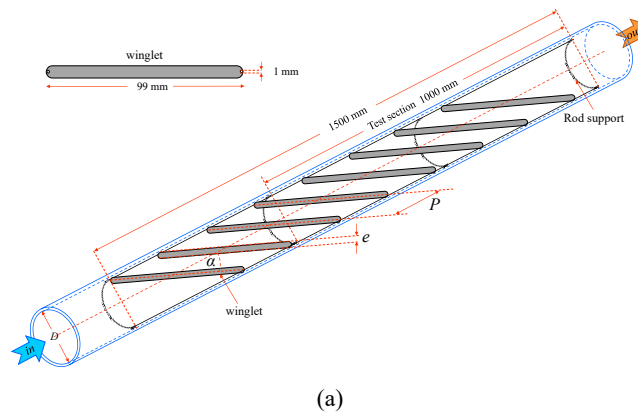 out
winglet
1 mm
99 mm
1500 mm
Test section 1000 mm
Rod support
P
e
α
winglet
D
in
(a)